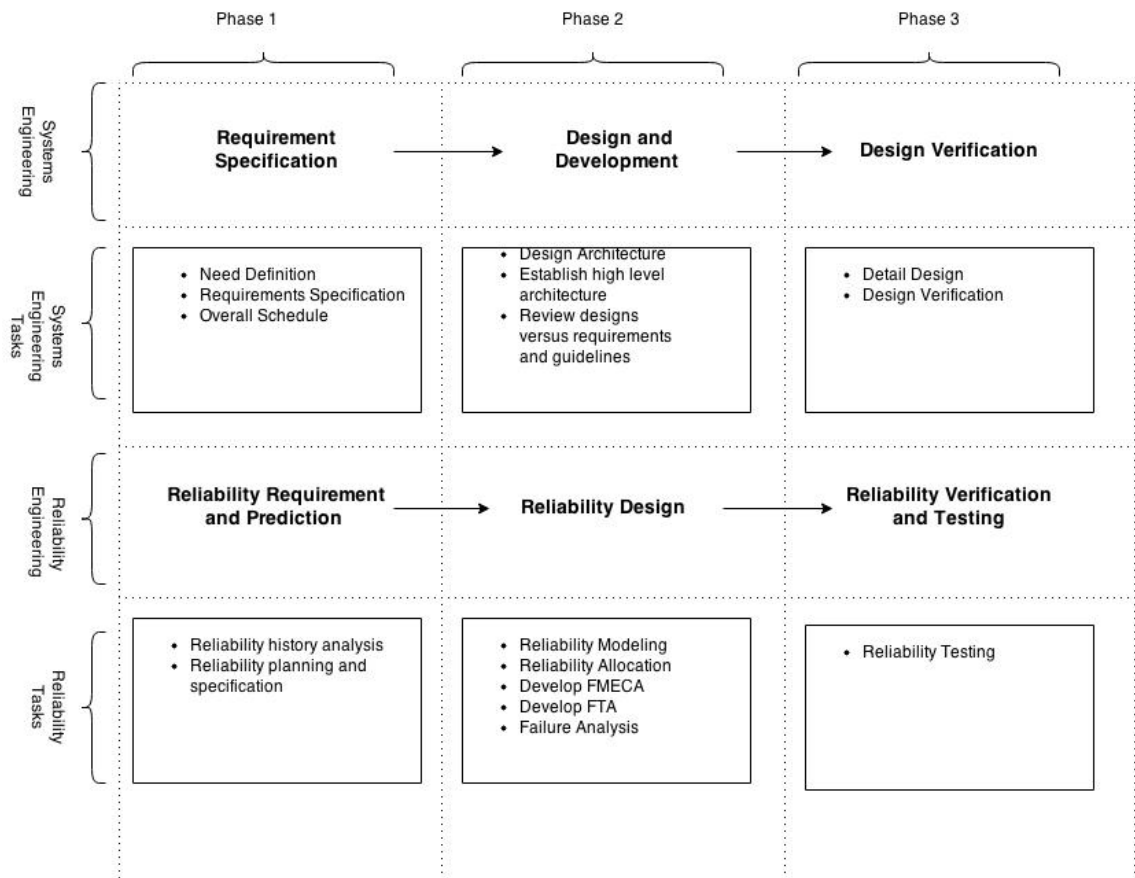 Phase 1
Phase 2
Phase 3
Systems
Engineering
Requirement
Specification
Design and
Development
Design Verification
Systems
Engineering
Tasks
• Need Definition
• Requirements Specification
• Overall Schedule
• Design Architecture
• Establish high level
architecture
• Review designs
versus requirements
and guidelines
• Detail Design
• Design Verification
Reliability
Engineering
Reliability Requirement
and Prediction
Reliability Design
Reliability Verification
and Testing
Reliability
Tasks
• Reliability history analysis
• Reliability planning and
specification
• Reliability Modeling
• Reliability Allocation
• Develop FMECA
• Develop FTA
• Failure Analysis
• Reliability Testing